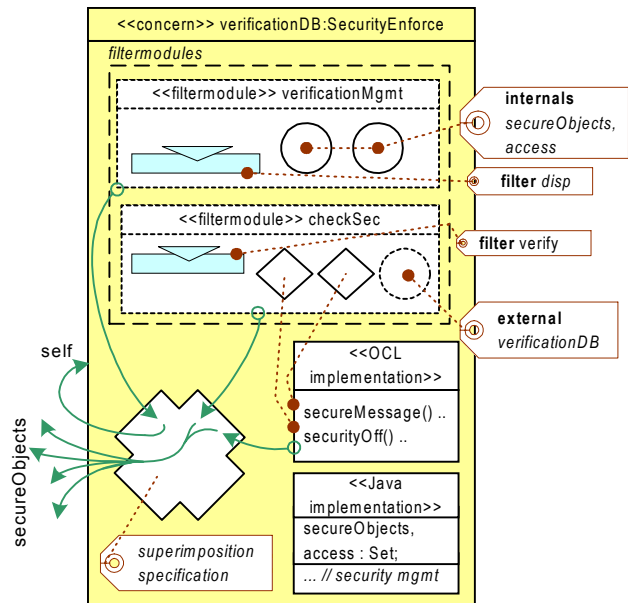 <<concern>> verificationDB:SecurityEnforce
filtermodules
<<filtermodule>> verificationMgmt
internals
secureObjects,
access
filter disp
<<filtermodule>> checkSec
filter verify
external
verificationDB
self
<<OCL
implementation>>
secureMessage() ..
securityOff() ..
secureObjects
<<Java
implementation>>
secureObjects,
access : Set;
... // security mgmt
superimposition
specification